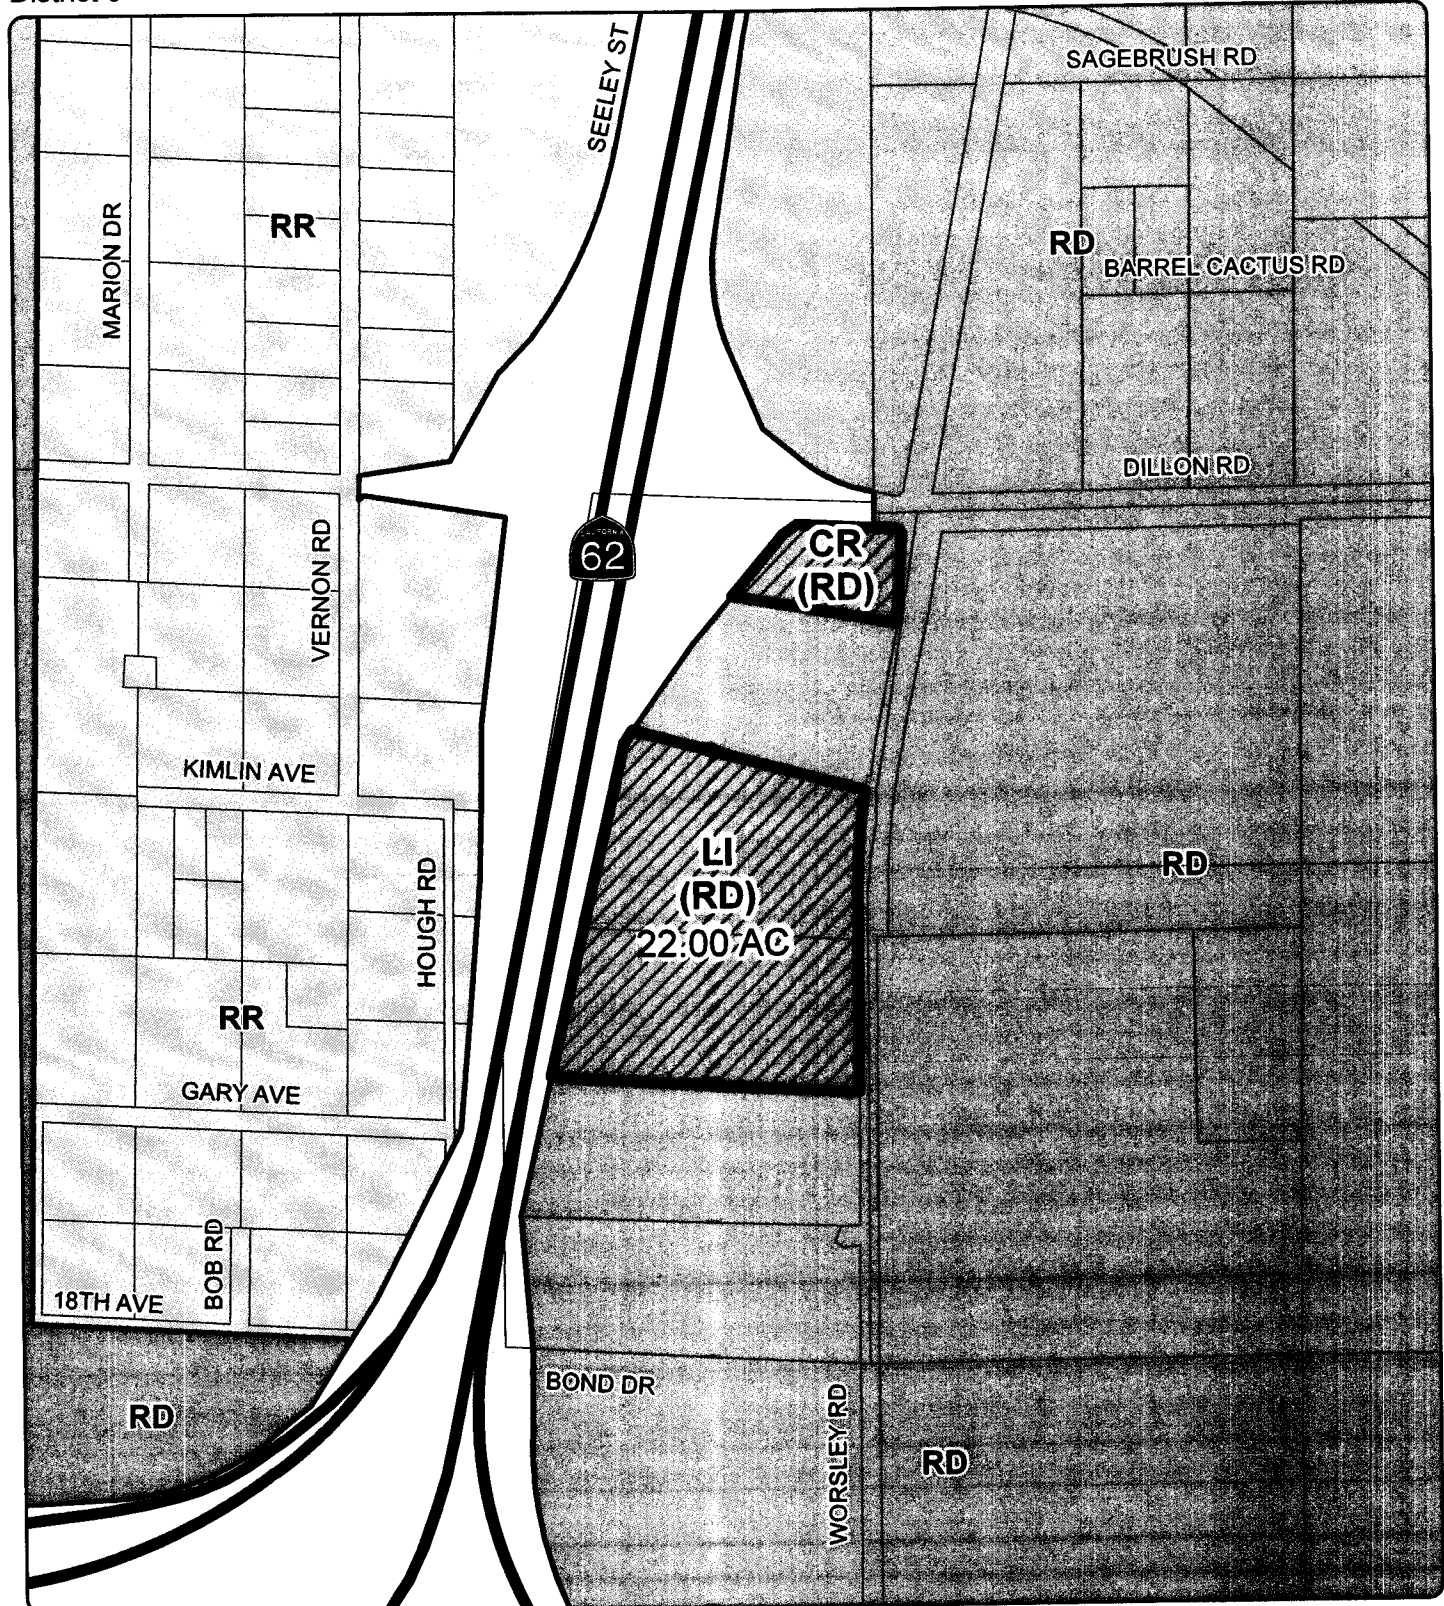 SEELEY ST
SAGEBRUSH RD
MARION DR
RR
RD
BARREL CACTUS RD
DILLON RD
VERNON RD
CALIFORNIA
62
CR
(RD)
KIMLIN AVE
HOUGH RD
LI
(RD)
22.00 AC
RD
RR
GARY AVE
BOB RD
18TH AVE
BOND DR
RD
WORSLEY RD
RD